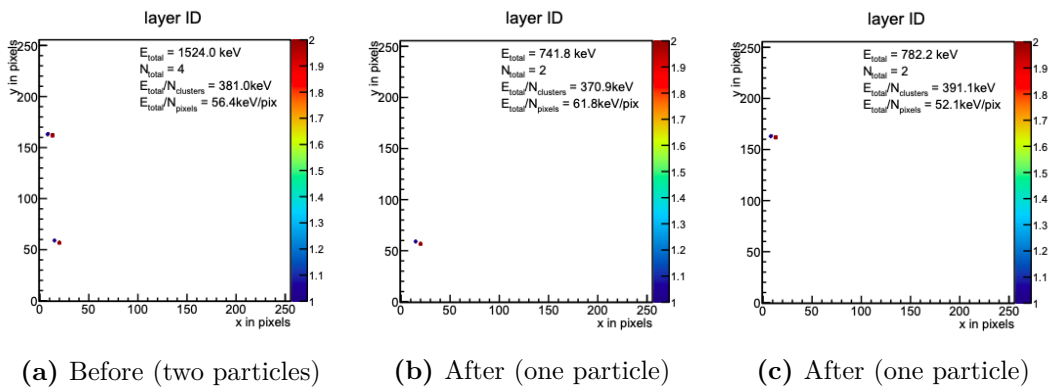 layer ID
E_total = 1524.0 keV
N_total = 4
E_total/N_clusters = 381.0keV
E_total/N_pixels = 56.4keV/pix
y in pixels
250
200
150
100
50
0
0 50 100 150 200 250
x in pixels
2
1.9
1.8
1.7
1.6
1.5
1.4
1.3
1.2
1.1
1
(a) Before (two particles)
layer ID
E_total = 741.8 keV
N_total = 2
E_total/N_clusters = 370.9keV
E_total/N_pixels = 61.8keV/pix
y in pixels
250
200
150
100
50
0
0 50 100 150 200 250
x in pixels
2
1.9
1.8
1.7
1.6
1.5
1.4
1.3
1.2
1.1
1
(b) After (one particle)
layer ID
E_total = 782.2 keV
N_total = 2
E_total/N_clusters = 391.1keV
E_total/N_pixels = 52.1keV/pix
y in pixels
250
200
150
100
50
0
0 50 100 150 200 250
x in pixels
2
1.9
1.8
1.7
1.6
1.5
1.4
1.3
1.2
1.1
1
(c) After (one particle)